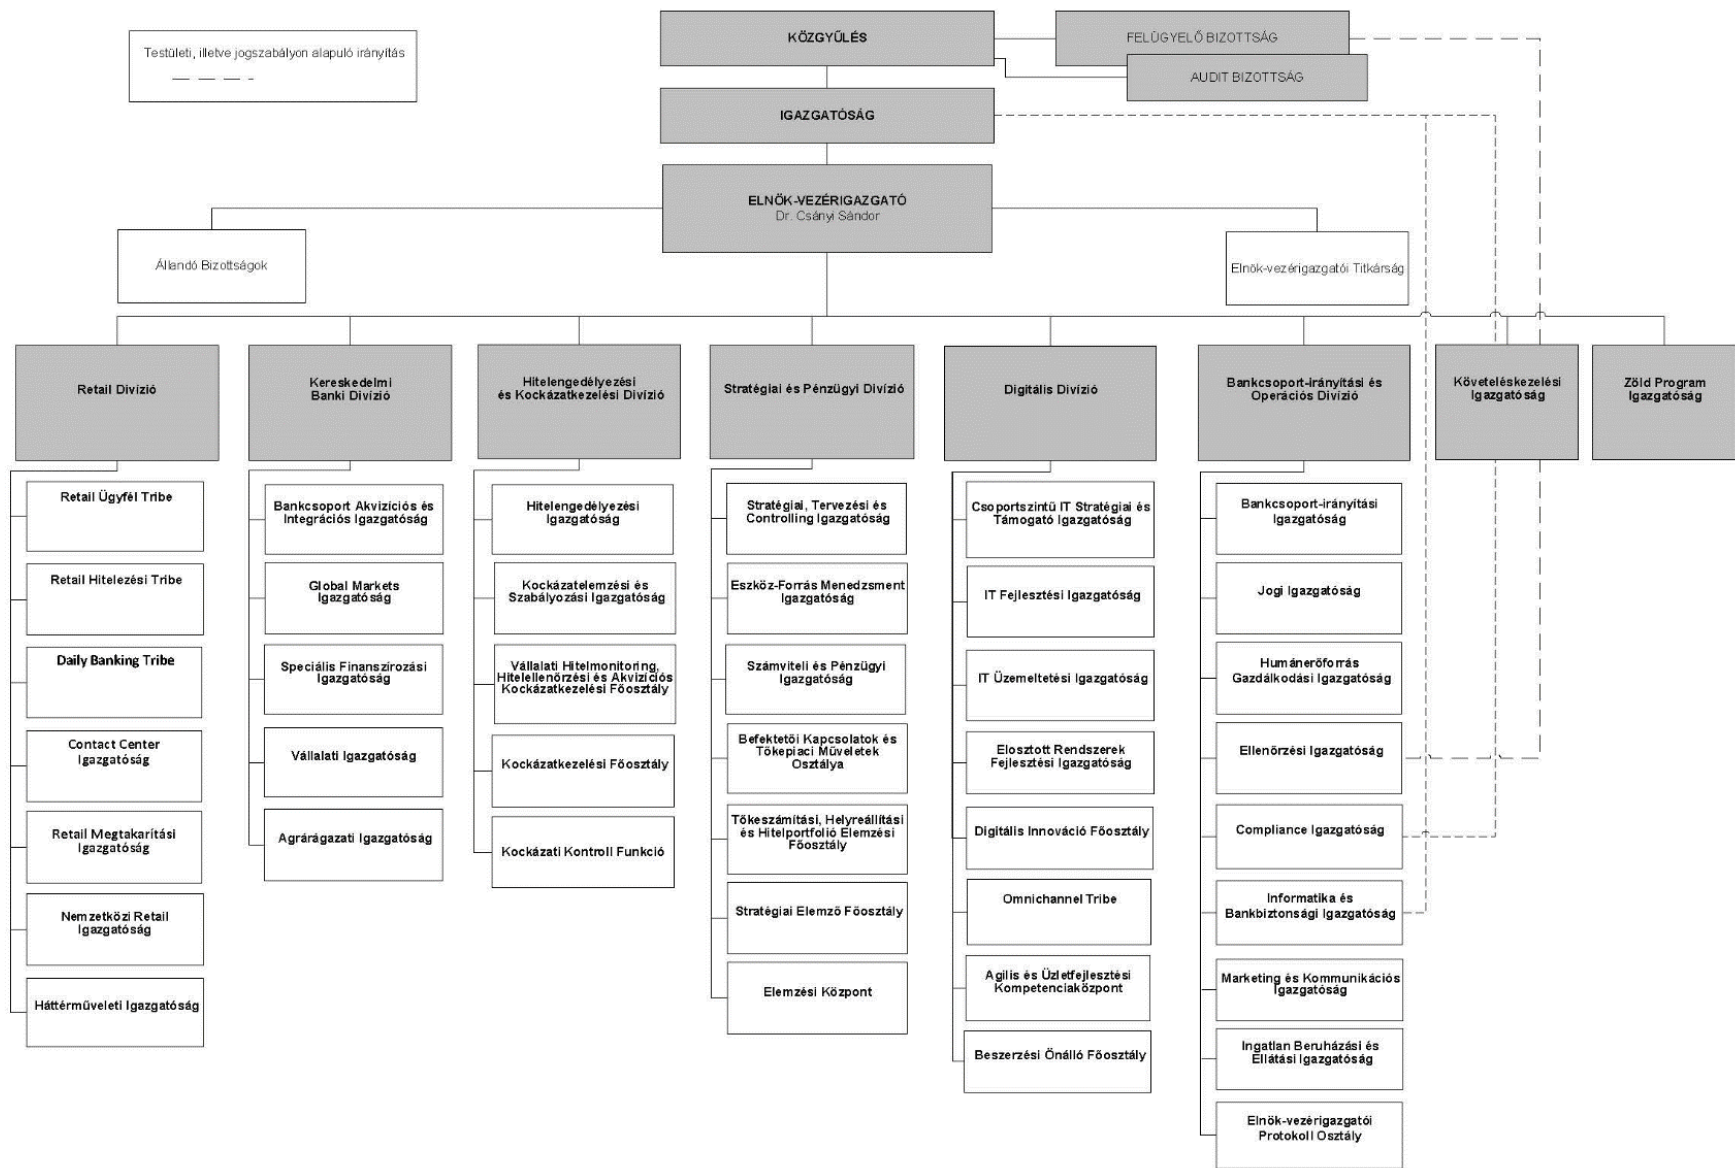 Testületi, illetve jogszabályon alapuló irányítás
KÖZGYŰLÉS
FELÜGYELŐ BIZOTTSÁG
AUDIT BIZOTTSÁG
IGAZGATÓSÁG
ELNÖK-VEZÉRIGAZGATÓ
Dr. Csányi Sándor
Állandó Bizottságok
Elnök-vezérigazgatói Titkárság
Retail Divízió
Kereskedelmi
Banki Divízió
Hitelengedélyezési
és Kockázatkezelési Divízió
Stratégiai és Pénzügyi Divízió
Digitális Divízió
Bankcsoport-irányítási és
Operációs Divízió
Követeléskezelési
Igazgatóság
Zöld Program
Igazgatóság
Retail Ügyfél Tribe
Retail Hitelezési Tribe
Daily Banking Tribe
Contact Center
Igazgatóság
Retail Megtakarítási
Igazgatóság
Nemzetközi Retail
Igazgatóság
Háttérműveleti Igazgatóság
Bankcsoport Akvizíciós és
Integrációs Igazgatóság
Global Markets
Igazgatóság
Speciális Finanszírozási
Igazgatóság
Vállalati Igazgatóság
Agrárágazati Igazgatóság
Hitelengedélyezési
Igazgatóság
Kockázatelemzési és
Szabályozási Igazgatóság
Vállalati Hitelmonitoring,
Hitelellenőrzési és Akvizíciós
Kockázatkezelési Főosztály
Kockázatkezelési Főosztály
Kockázati Kontroll Funkció
Stratégiai, Tervezési és
Controlling Igazgatóság
Eszköz-Forrás Menedzsment
Igazgatóság
Számviteli és Pénzügyi
Igazgatóság
Befektetői Kapcsolatok és
Tőkepiaci Műveletek
Osztálya
Tőkeszámítási, Helyreállítási
és Hitelportfolió Elemzési
Főosztály
Stratégiai Elemző Főosztály
Elemzési Központ
Csoportszintű IT Stratégiai és
Támogató Igazgatóság
IT Fejlesztési Igazgatóság
IT Üzemeltetési Igazgatóság
Elosztott Rendszerek
Fejlesztési Igazgatóság
Digitális Innováció Főosztály
Omnichannel Tribe
Agilis és Üzletfejlesztési
Kompetenciaközpont
Beszerzési Önálló Főosztály
Bankcsoport-irányítási
Igazgatóság
Jogi Igazgatóság
Humánerőforrás
Gazdálkodási Igazgatóság
Ellenőrzési Igazgatóság
Compliance Igazgatóság
Informatika és
Bankbiztonsági Igazgatóság
Marketing és Kommunikációs
Igazgatóság
Ingatlan Beruházási és
Ellátási Igazgatóság
Elnök-vezérigazgatói
Protokoll Osztály